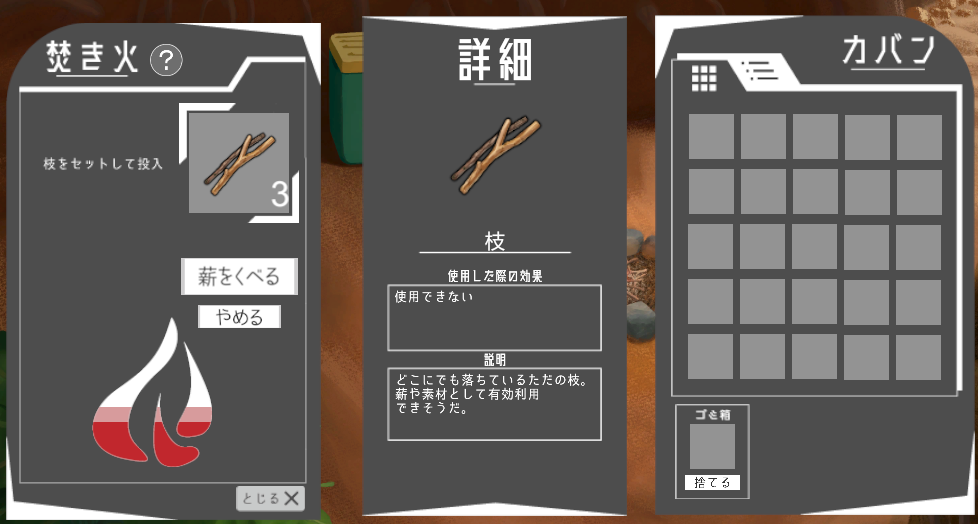 焚き火 ?
枝をセットして投入
3
薪をくべる
やめる
とじる
詳細
枝
使用した際の効果
使用できない
説明
どこにでも落ちているただの枝。
薪や素材として有効利用
できそうだ。
カバン
ゴミ箱
捨てる